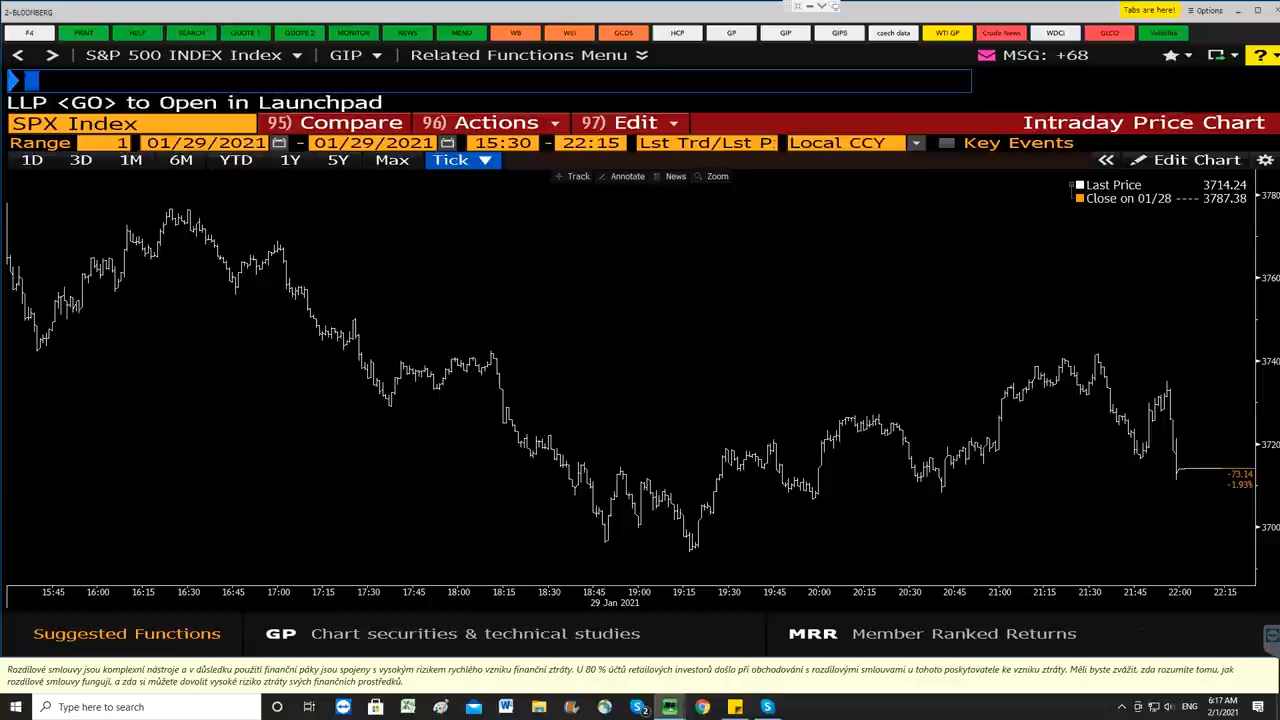 2-BLOOMBERG
Tabs are here! Options
F4 PRINT HELP SEARCH QUOTE 1 QUOTE 2 MONITOR NEWS MENU WB WEI GCDS HCP GP GIP GIPS czech data WTI GP Crude News WDCI GLCO Volatilita
S&P 500 INDEX Index GIP Related Functions Menu MSG: +68 ?
LLP <GO> to Open in Launchpad
SPX Index 95) Compare 96) Actions 97) Edit Intraday Price Chart
Range 1 01/29/2021 - 01/29/2021 15:30 - 22:15 Lst Trd/Lst P: Local CCY Key Events
1D 3D 1M 6M YTD 1Y 5Y Max Tick Edit Chart
Track Annotate News Zoom
Last Price 3714.24
Close on 01/28 ---- 3787.38
3780
3760
3740
3720
-73.14
-1.93%
3700
15:45 16:00 16:15 16:30 16:45 17:00 17:15 17:30 17:45 18:00 18:15 18:30 18:45 19:00 19:15 19:30 19:45 20:00 20:15 20:30 20:45 21:00 21:15 21:30 21:45 22:00 22:15
29 Jan 2021
Suggested Functions GP Chart securities & technical studies MRR Member Ranked Returns
Rozdílové smlouvy jsou komplexní nástroje a v důsledku použití finanční páky jsou spojeny s vysokým rizikem rychlého vzniku finanční ztráty. U 80 % účtů retailových investorů došlo při obchodování s rozdílovými smlouvami u tohoto poskytovatele ke vzniku ztráty. Měli byste zvážit, zda rozumíte tomu, jak
rozdílové smlouvy fungují, a zda si můžete dovolit vysoké riziko ztráty svých finančních prostředků.
Type here to search
6:17 AM
2/1/2021